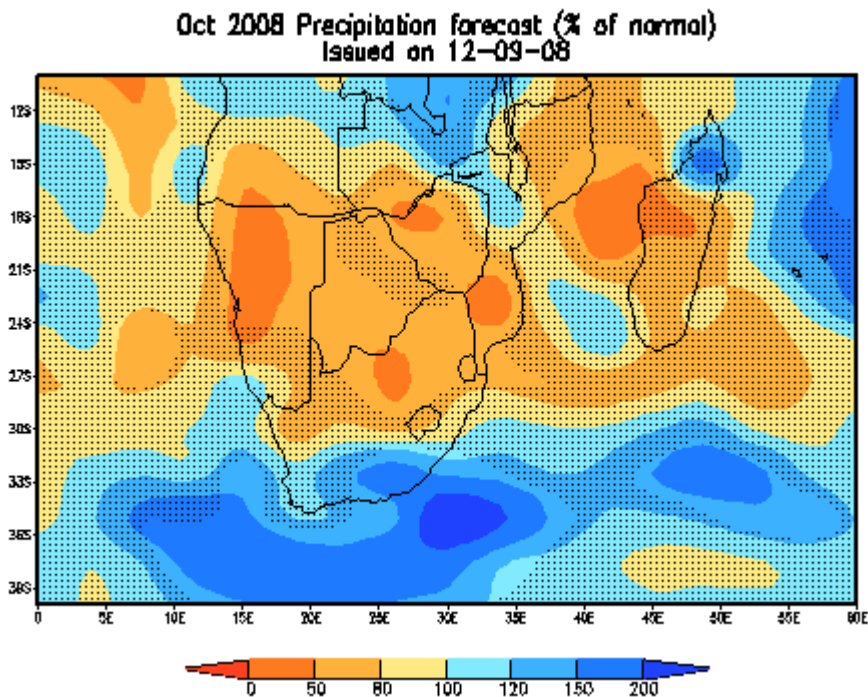 Oct 2008 Precipitation forecast (% of normal)
Issued on 12-09-08
12S
15S
18S
21S
24S
27S
30S
33S
36S
39S
0 5E 10E 15E 20E 25E 30E 35E 40E 45E 50E 55E 60E
0 50 80 100 120 150 200